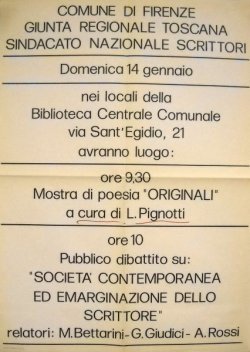 COMUNE DI FIRENZE
GIUNTA REGIONALE TOSCANA
SINDACATO NAZIONALE SCRITTORI
Domenica 14 gennaio
nei locali della
Biblioteca Centrale Comunale
via Sant'Egidio, 21
avranno luogo:
ore 9,30
Mostra di poesia "ORIGINALI"
a cura di L.Pignotti
ore 10
Pubblico dibattito su:
"SOCIETÀ CONTEMPORANEA
ED EMARGINAZIONE DELLO
SCRITTORE"
relatori: M.Bettarini-G.Giudici-A.Rossi